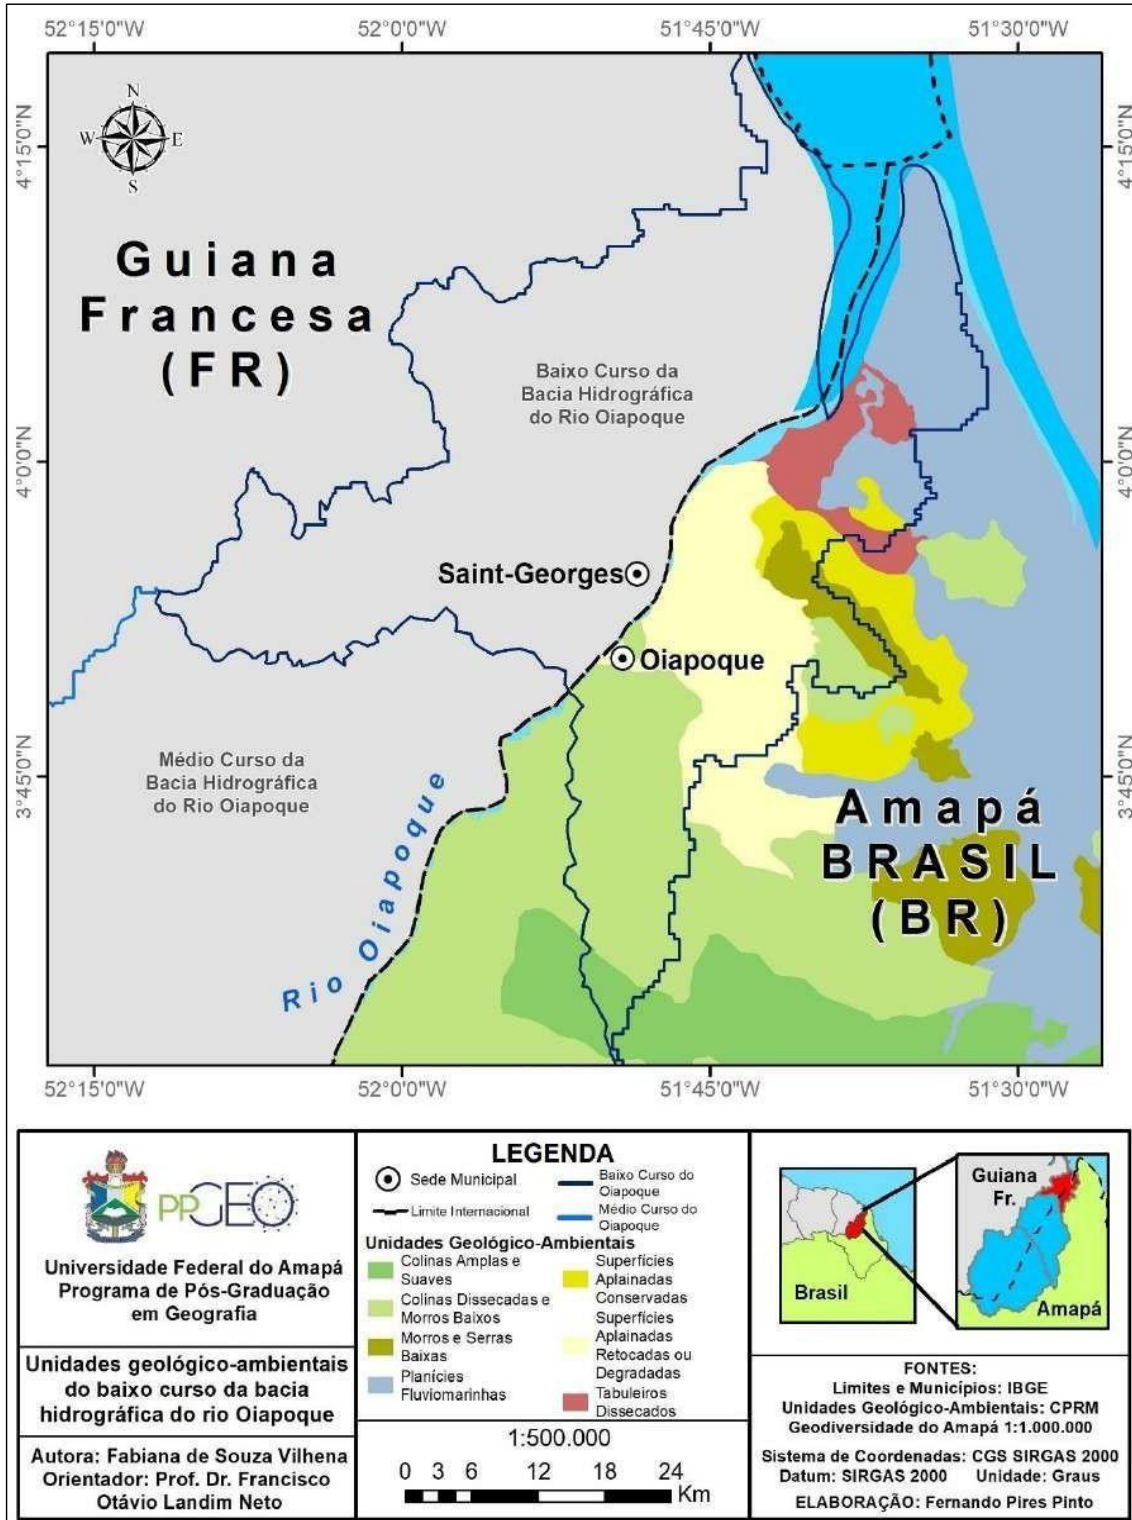 52°15'0"W 52°0'0"W 51°45'0"W 51°30'0"W
4°15'0"N 4°15'0"N
N
W E
S
Guiana
Francesa
(FR)
Baixo Curso da
Bacia Hidrográfica
do Rio Oiapoque
4°0'0"N 4°0'0"N
Saint-Georges
Oiapoque
Médio Curso da
Bacia Hidrográfica
do Rio Oiapoque
3°45'0"N 3°45'0"N
Rio Oiapoque
Amapá
BRASIL
(BR)
52°15'0"W 52°0'0"W 51°45'0"W 51°30'0"W
PPGEO
Universidade Federal do Amapá
Programa de Pós-Graduação
em Geografia
Unidades geológico-ambientais
do baixo curso da bacia
hidrográfica do rio Oiapoque
Autora: Fabiana de Souza Vilhena
Orientador: Prof. Dr. Francisco
Otávio Landim Neto
LEGENDA
Sede Municipal
Limite Internacional
Baixo Curso do
Oiapoque
Médio Curso do
Oiapoque
Unidades Geológico-Ambientais
Colinas Amplas e
Suaves
Colinas Dissecadas e
Morros Baixos
Morros e Serras
Baixas
Planícies
Fluviomarinhas
Superfícies
Aplainadas
Conservadas
Superfícies
Aplainadas
Retocadas ou
Degradadas
Tabuleiros
Dissecados
1:500.000
0 3 6 12 18 24
Km
Brasil
Guiana
Fr.
Amapá
FONTES:
Limites e Municípios: IBGE
Unidades Geológico-Ambientais: CPRM
Geodiversidade do Amapá 1:1.000.000
Sistema de Coordenadas: CGS SIRGAS 2000
Datum: SIRGAS 2000 Unidade: Graus
ELABORAÇÃO: Fernando Pires Pinto